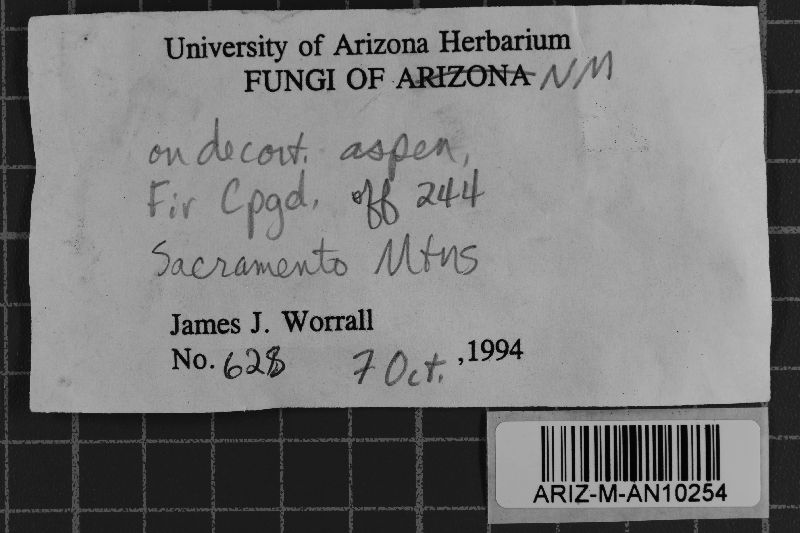 University of Arizona Herbarium
FUNGI OF ARIZONA NM
on decort. aspen,
Fir Cpgd. off 244
Sacramento Mtns
James J. Worrall
No. 628 7 Oct. , 1994
ARIZ-M-AN10254